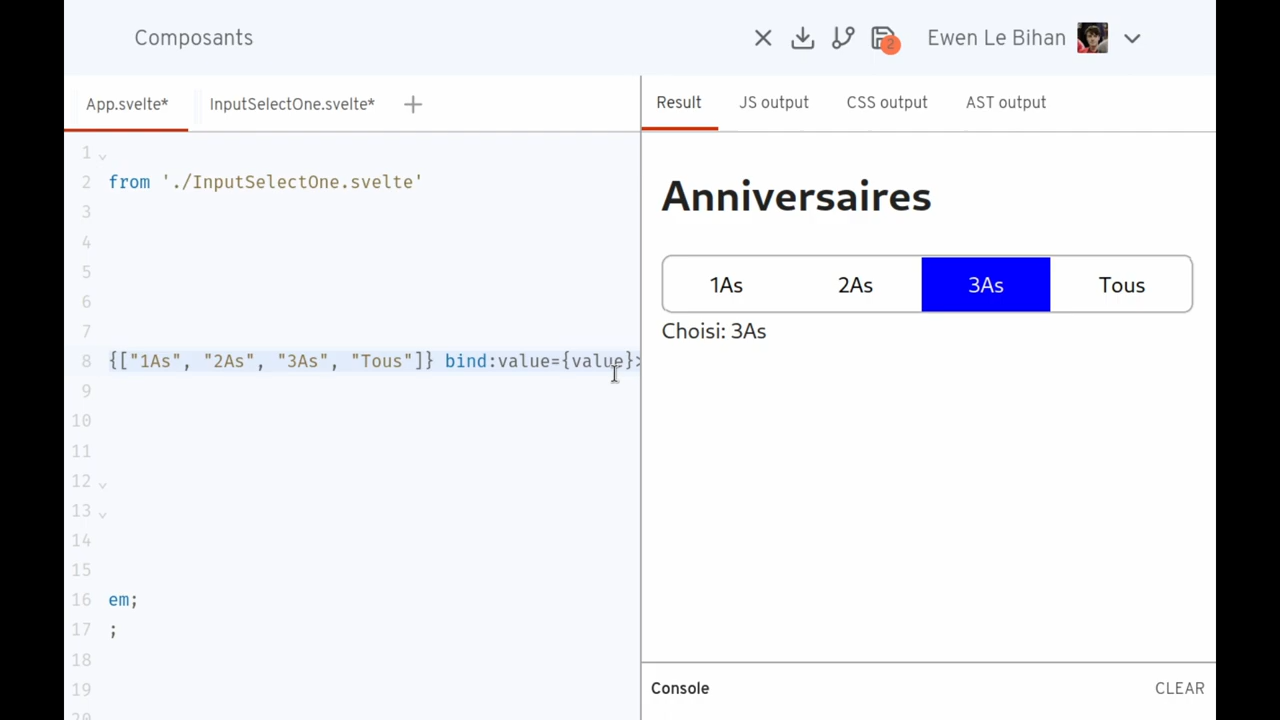 Composants
2
Ewen Le Bihan
App.svelte*
InputSelectOne.svelte*
Result
JS output
CSS output
AST output
1
2 from './InputSelectOne.svelte'
3
4
5
6
7
8 {["1As", "2As", "3As", "Tous"]} bind:value={value}>
9
10
11
12
13
14
15
16 em;
17 ;
18
19
20
Anniversaires
1As
2As
3As
Tous
Choisi: 3As
Console
CLEAR